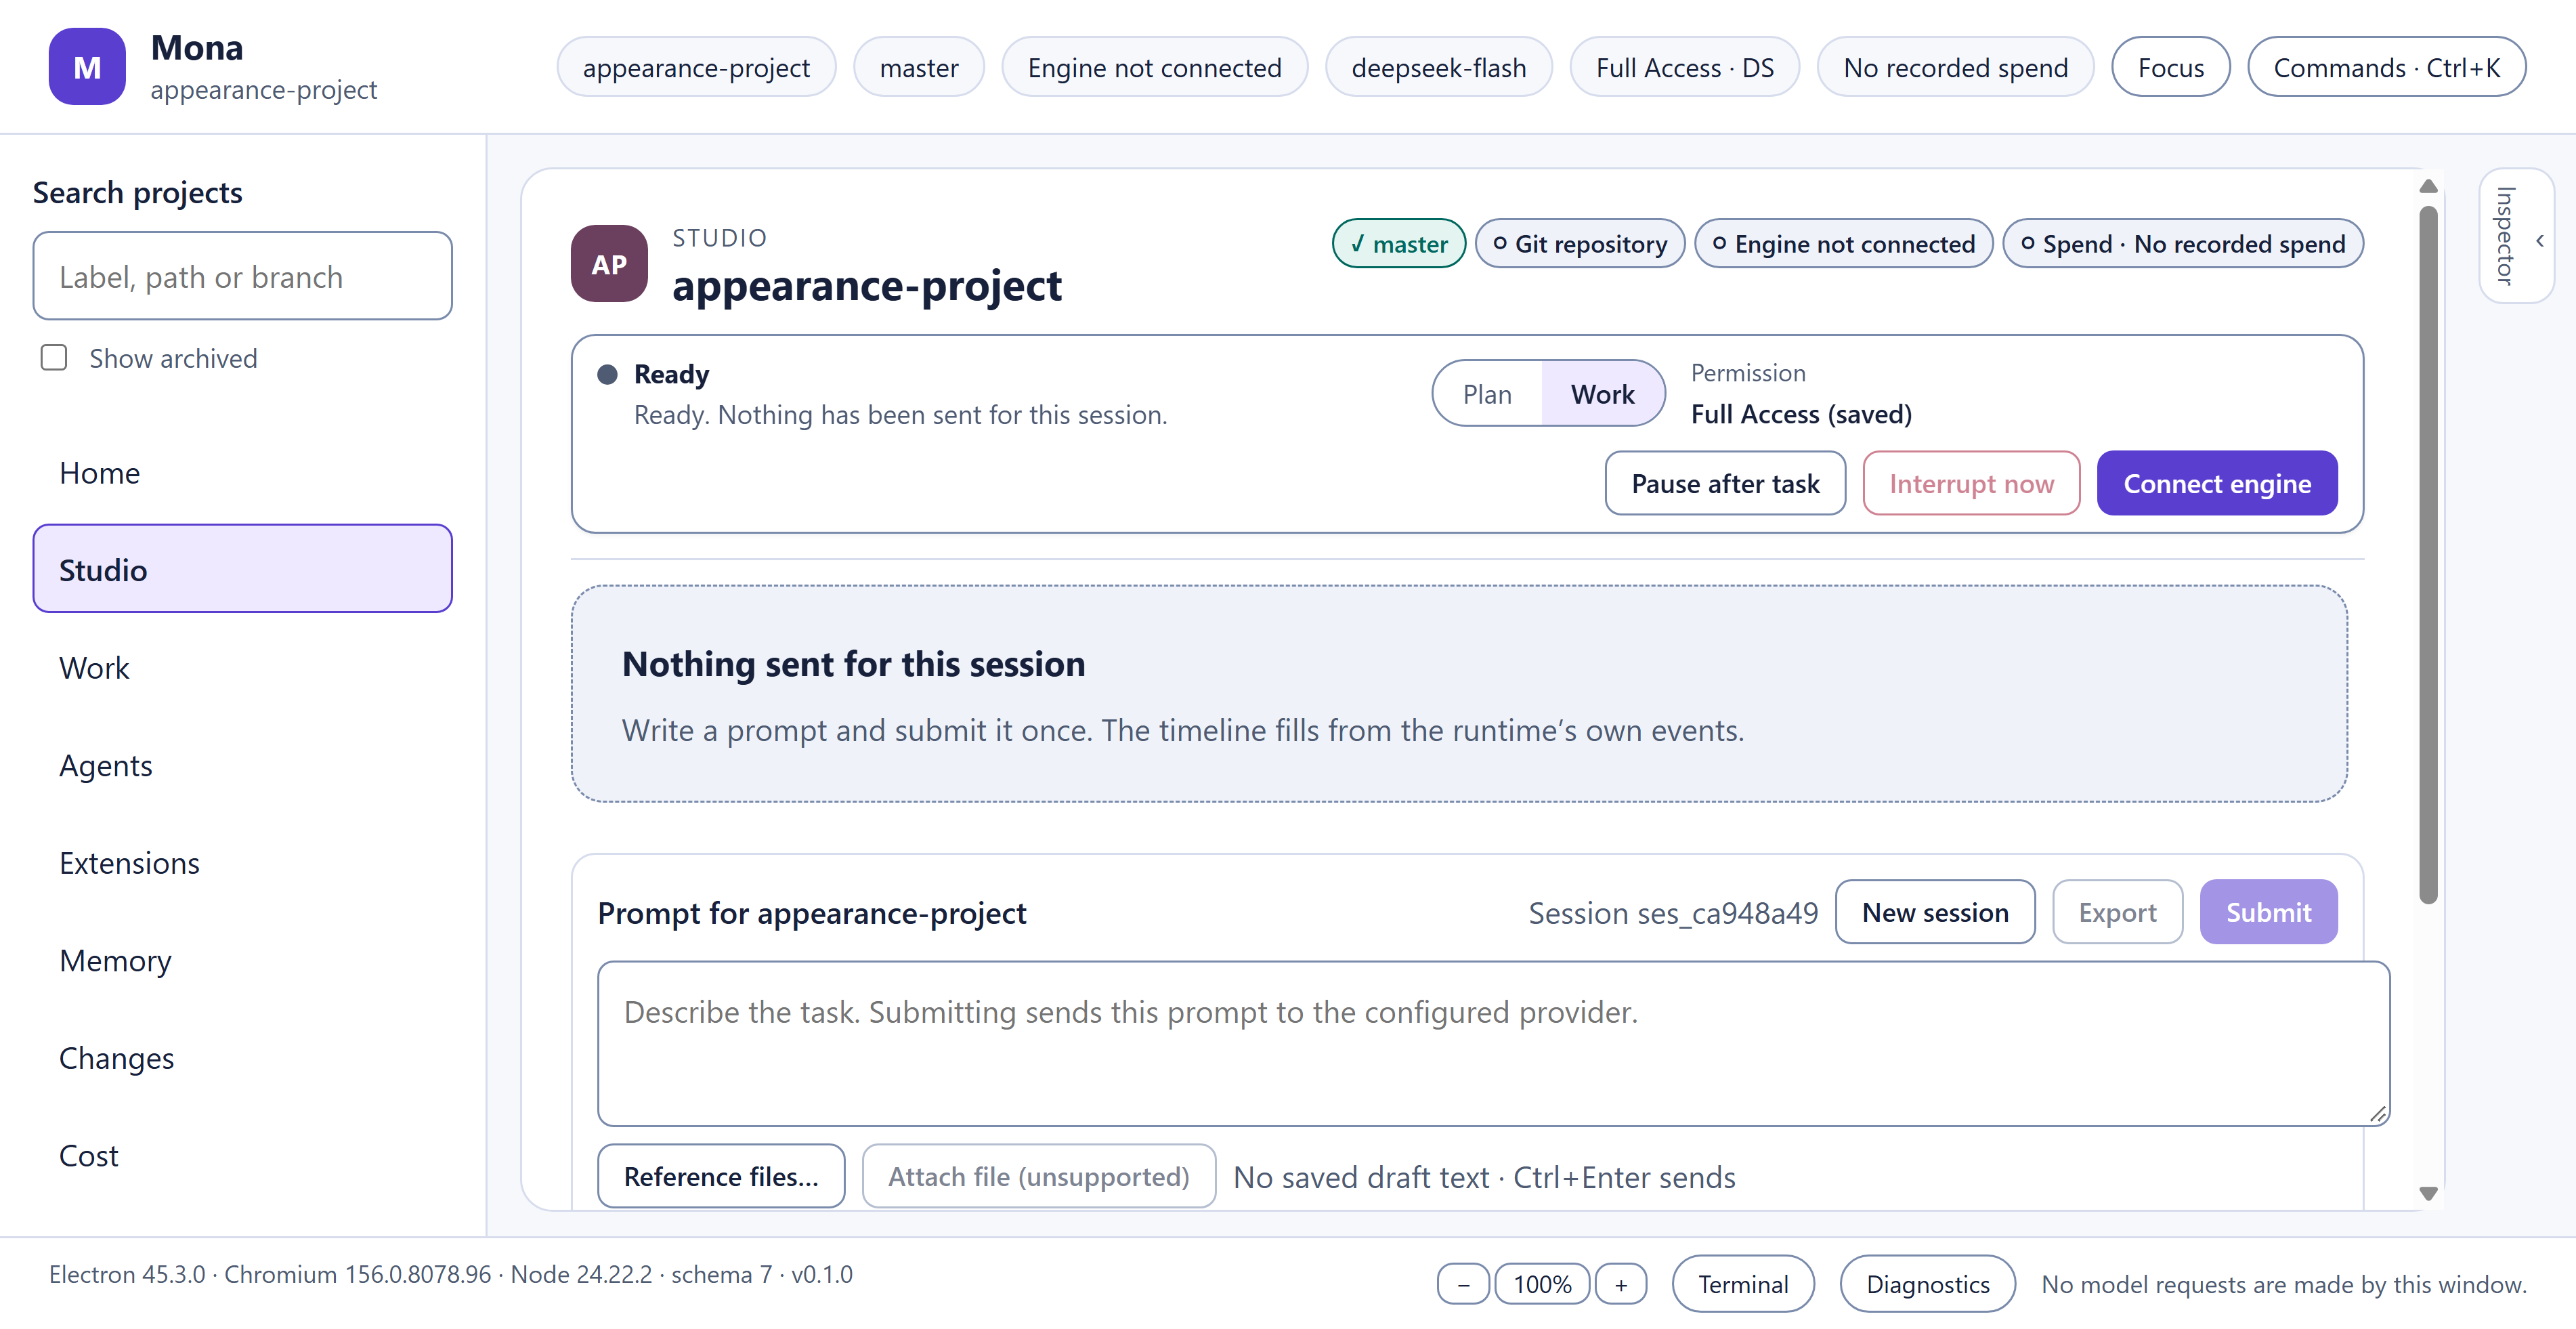 M
Mona
appearance-project
appearance-project
master
Engine not connected
deepseek-flash
Full Access · DS
No recorded spend
Focus
Commands · Ctrl+K
Search projects
Label, path or branch
Show archived
Home
Studio
Work
Agents
Extensions
Memory
Changes
Cost
AP
STUDIO
appearance-project
✓ master
Git repository
Engine not connected
Spend · No recorded spend
Ready
Ready. Nothing has been sent for this session.
Plan
Work
Permission
Full Access (saved)
Pause after task
Interrupt now
Connect engine
Nothing sent for this session
Write a prompt and submit it once. The timeline fills from the runtime’s own events.
Prompt for appearance-project
Session ses_ca948a49
New session
Export
Submit
Describe the task. Submitting sends this prompt to the configured provider.
Reference files...
Attach file (unsupported)
No saved draft text · Ctrl+Enter sends
Inspector
‹
Electron 45.3.0 · Chromium 156.0.8078.96 · Node 24.22.2 · schema 7 · v0.1.0
−
100%
+
Terminal
Diagnostics
No model requests are made by this window.